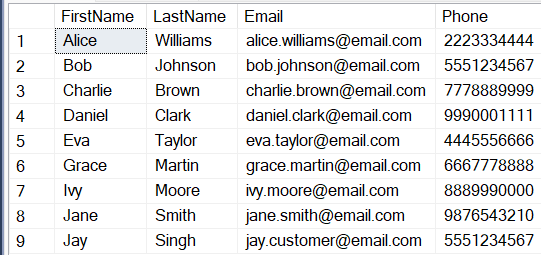 FirstName LastName Email Phone
1 Alice Williams alice.williams@email.com 2223334444
2 Bob Johnson bob.johnson@email.com 5551234567
3 Charlie Brown charlie.brown@email.com 7778889999
4 Daniel Clark daniel.clark@email.com 9990001111
5 Eva Taylor eva.taylor@email.com 4445556666
6 Grace Martin grace.martin@email.com 6667778888
7 Ivy Moore ivy.moore@email.com 8889990000
8 Jane Smith jane.smith@email.com 9876543210
9 Jay Singh jay.customer@email.com 5551234567